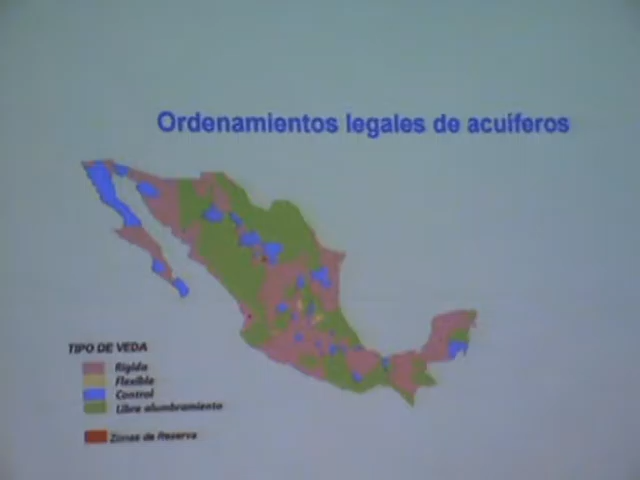 Ordenamientos legales de acuíferos
TIPO DE VEDA
Rígida
Flexible
Control
Libre alumbramiento
Zonas de Reserva